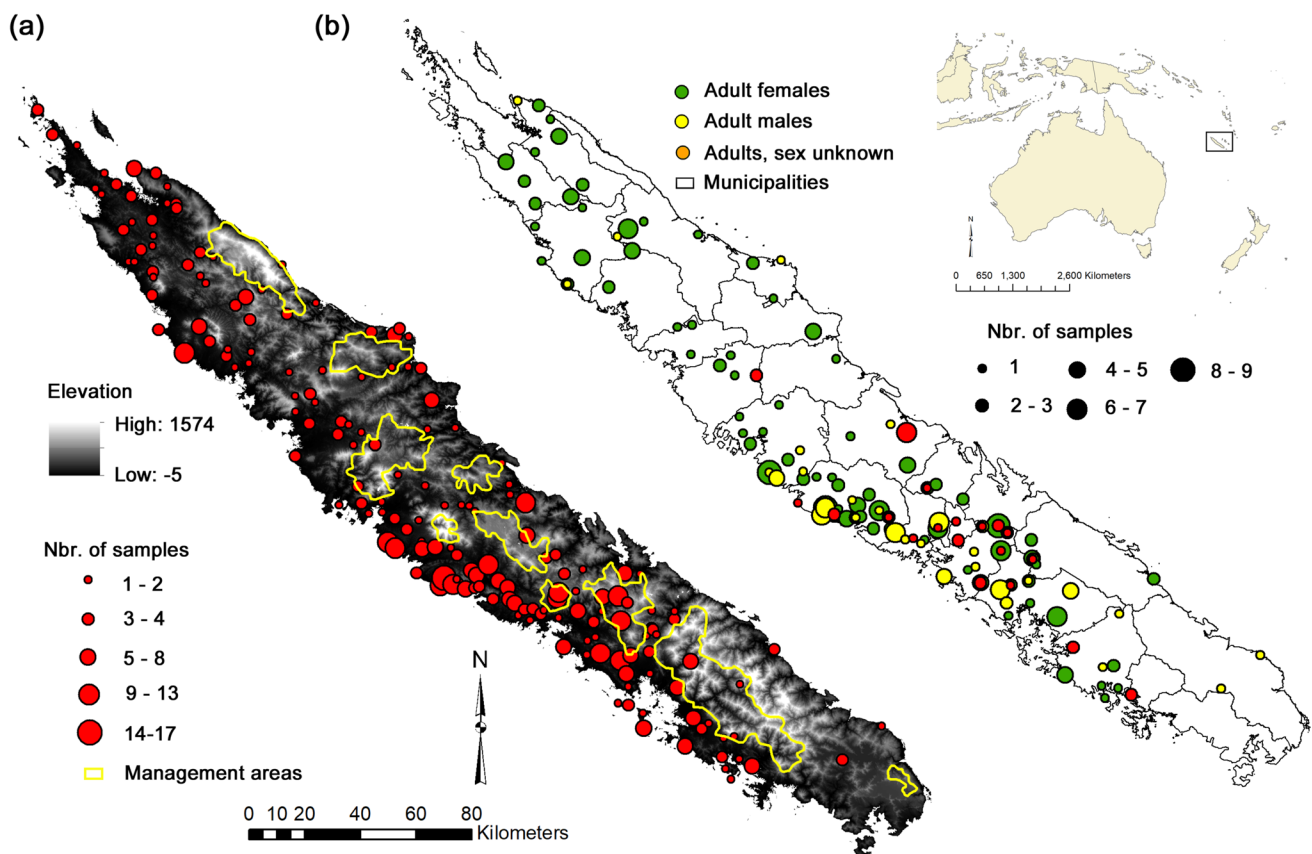 (a)
(b)
Adult females
Adult males
Adults, sex unknown
Municipalities
N
0 650 1,300 2,600 Kilometers
Nbr. of samples
1
2 - 3
4 - 5
6 - 7
8 - 9
Elevation
High: 1574
Low: -5
Nbr. of samples
1 - 2
3 - 4
5 - 8
9 - 13
14-17
Management areas
N
0 10 20 40 60 80
Kilometers